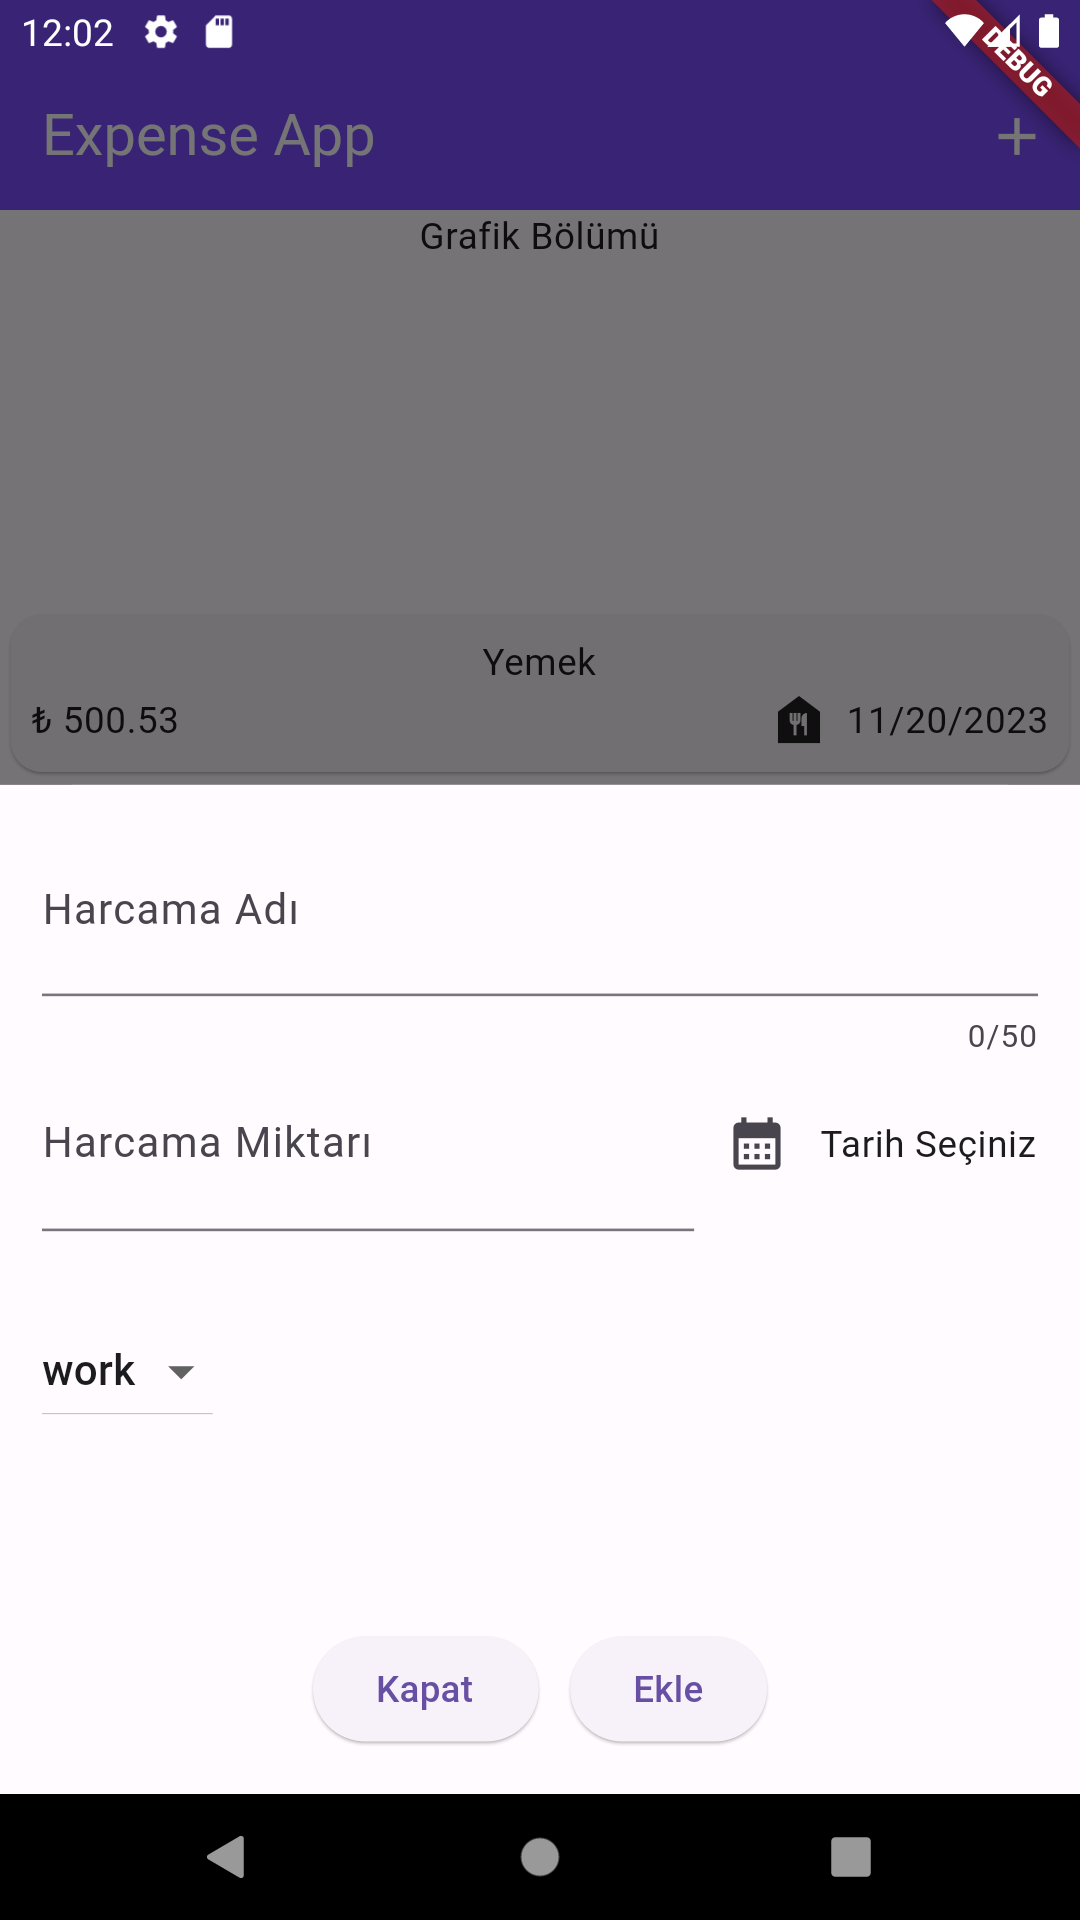 12:02
DEBUG
Expense App
Grafik Bölümü
Yemek
₺ 500.53 11/20/2023
Harcama Adı
0/50
Harcama Miktarı Tarih Seçiniz
work
Kapat Ekle